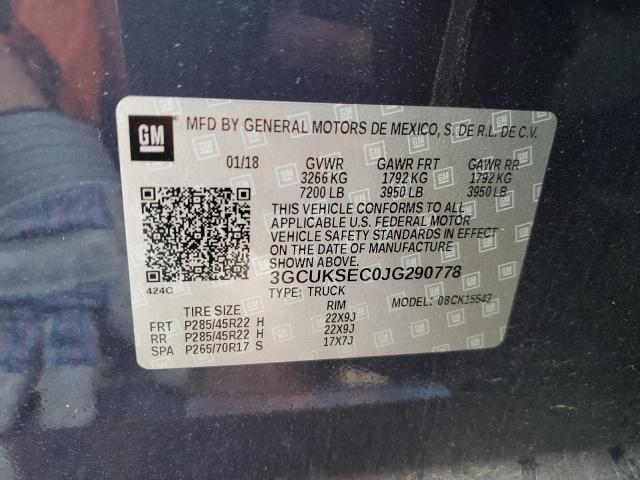 GM MFD BY GENERAL MOTORS DE MEXICO, S. DE R.L. DE C.V.
01/18 GVWR GAWR FRT GAWR RR
3266 KG 1792 KG 1792 KG
7200 LB 3950 LB 3950 LB
THIS VEHICLE CONFORMS TO ALL
APPLICABLE U.S. FEDERAL MOTOR
VEHICLE SAFETY STANDARDS IN EFFECT
ON THE DATE OF MANUFACTURE
SHOWN ABOVE.
424C 3GCUKSEC0JG290778
TYPE: TRUCK MODEL: 08CK15543
TIRE SIZE RIM
FRT P285/45R22 H 22X9J
RR P285/45R22 H 22X9J
SPA P265/70R17 S 17X7J